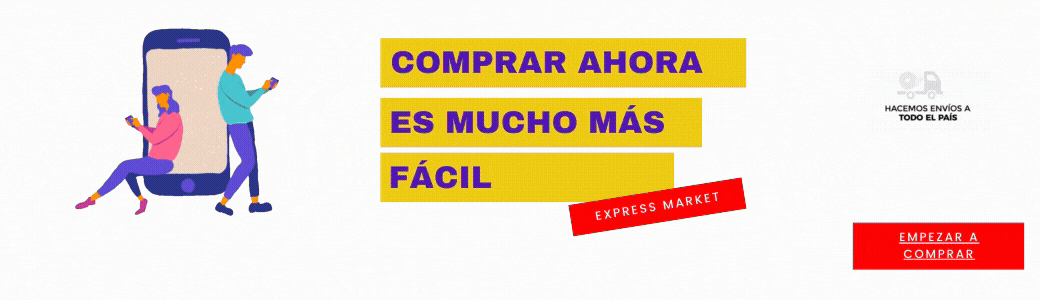 COMPRAR AHORA
ES MUCHO MÁS
FÁCIL
EXPRESS MARKET
HACEMOS ENVÍOS A
TODO EL PAÍS
EMPEZAR A
COMPRAR